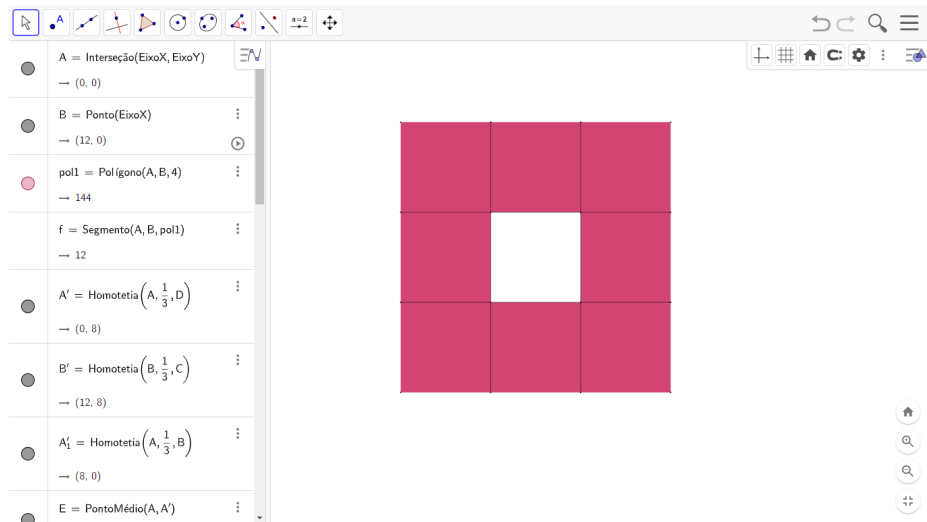 A
a=2
A = Interseção(EixoX, EixoY)
→ (0, 0)
B = Ponto(EixoX)
→ (12, 0)
pol1 = Polígono(A, B, 4)
→ 144
f = Segmento(A, B, pol1)
→ 12
A′ = Homotetia(A, 1/3, D)
→ (0, 8)
B′ = Homotetia(B, 1/3, C)
→ (12, 8)
A′₁ = Homotetia(A, 1/3, B)
→ (8, 0)
E = PontoMédio(A, A′)